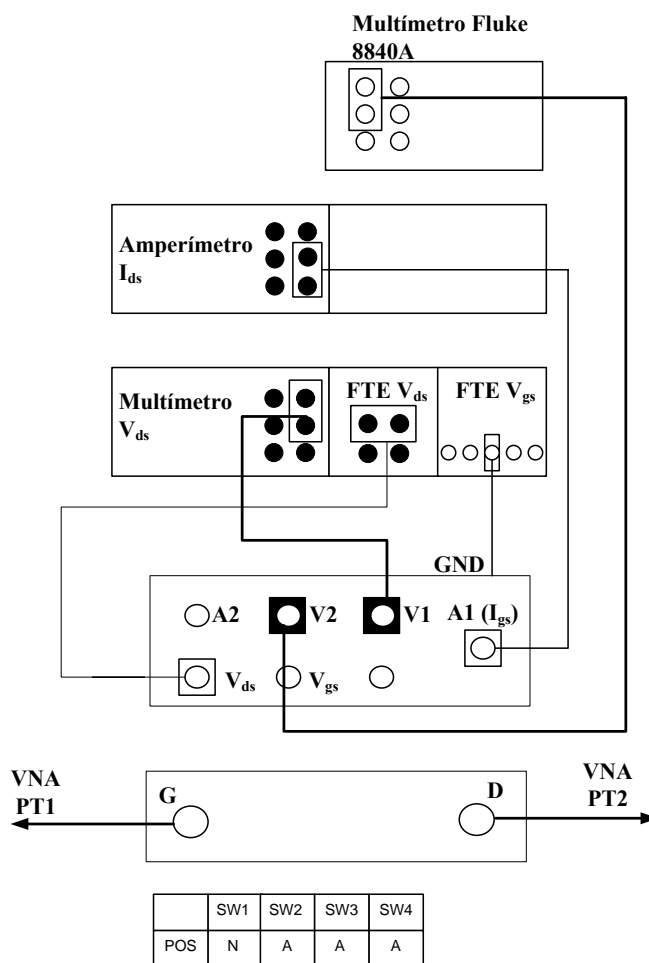 Multímetro Fluke
8840A
Amperímetro
Ids
Multímetro
Vds
FTE Vds
FTE Vgs
GND
A2
V2
V1
A1 (Igs)
Vds
Vgs
VNA
PT1
G
D
VNA
PT2
SW1 SW2 SW3 SW4
POS N A A A